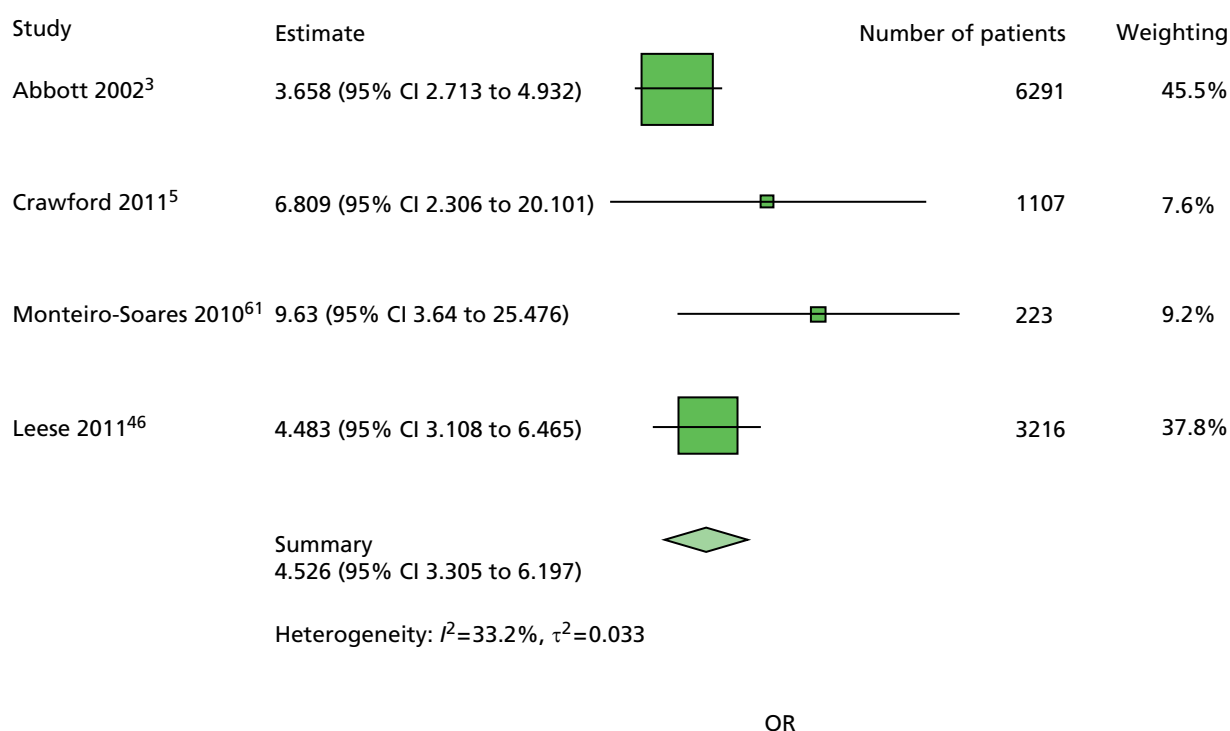 Study Estimate Number of patients Weighting
Abbott 2002³ 3.658 (95% CI 2.713 to 4.932) 6291 45.5%
Crawford 2011⁵ 6.809 (95% CI 2.306 to 20.101) 1107 7.6%
Monteiro-Soares 2010⁶¹ 9.63 (95% CI 3.64 to 25.476) 223 9.2%
Leese 2011⁴⁶ 4.483 (95% CI 3.108 to 6.465) 3216 37.8%
Summary
4.526 (95% CI 3.305 to 6.197)
Heterogeneity: I²=33.2%, τ²=0.033
OR